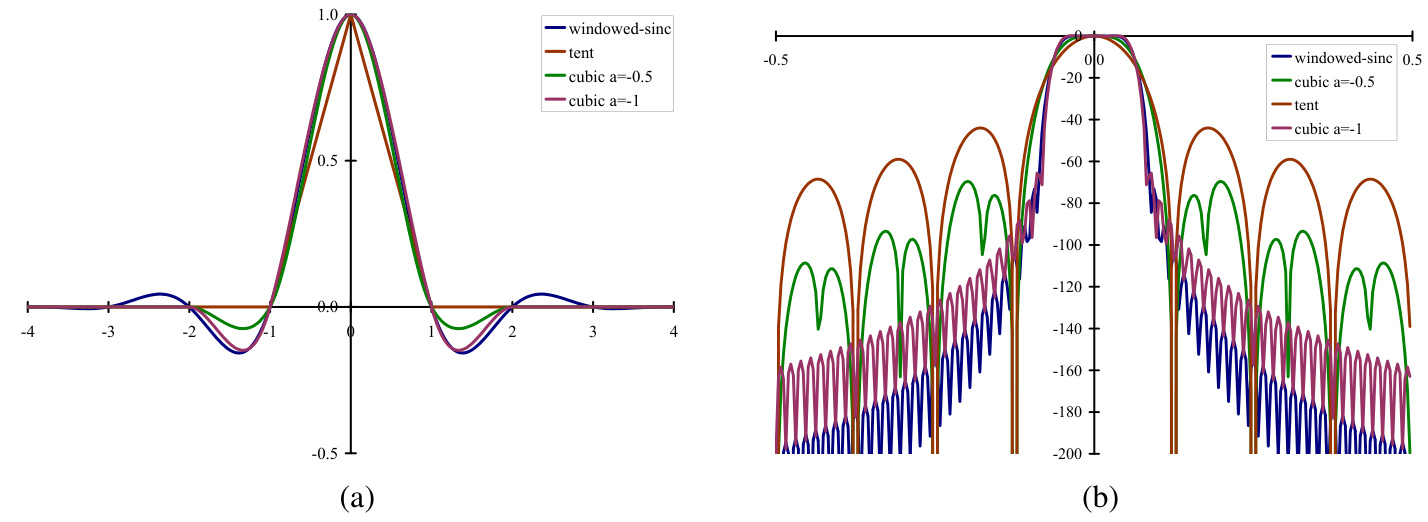 1.0
windowed-sinc
tent
cubic a=-0.5
cubic a=-1
0.5
0.0
-4 -3 -2 -1 0 1 2 3 4
-0.5
(a)
0
-0.5 0.0 0.5
windowed-sinc
cubic a=-0.5
tent
cubic a=-1
-20
-40
-60
-80
-100
-120
-140
-160
-180
-200
(b)